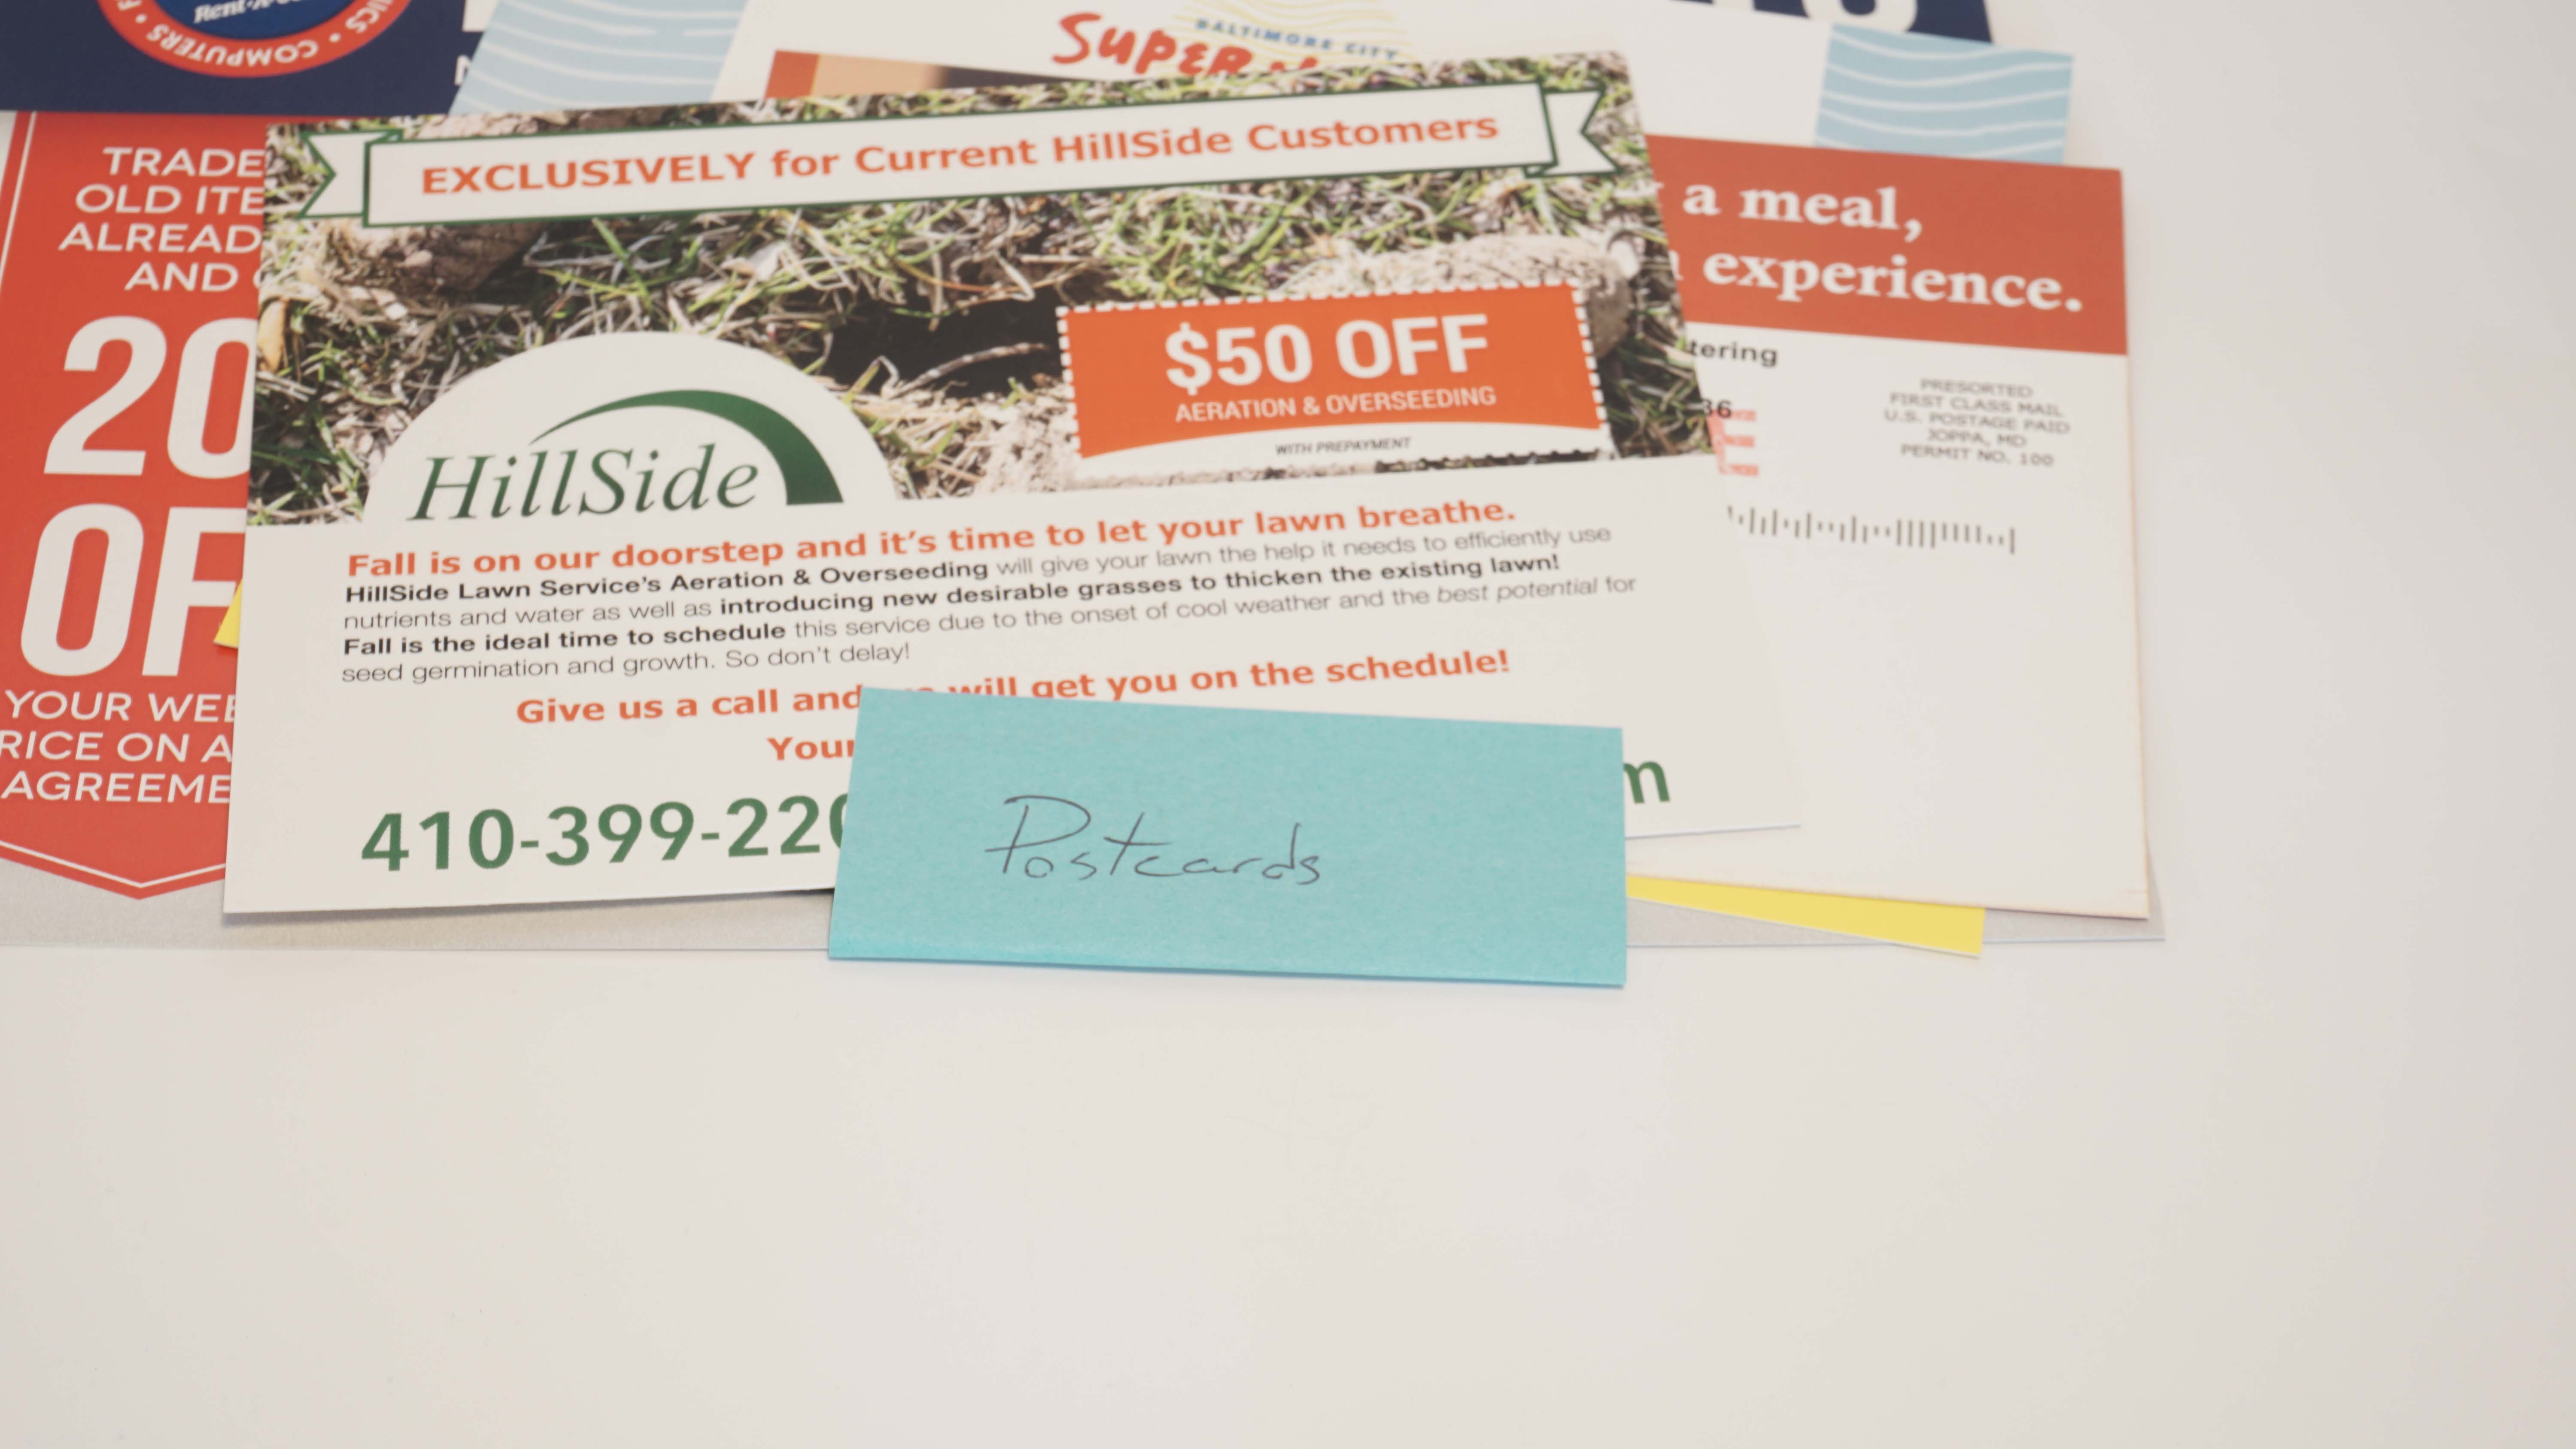 COMPUTERS
BALTIMORE CITY
SUPER
TRADE
OLD ITE
ALREAD
AND
20
OF
YOUR WEE
RICE ON A
AGREEME
EXCLUSIVELY for Current HillSide Customers
$50 OFF
AERATION & OVERSEEDING
WITH PREPAYMENT
HillSide
Fall is on our doorstep and it's time to let your lawn breathe.
HillSide Lawn Service's Aeration & Overseeding will give your lawn the help it needs to efficiently use
nutrients and water as well as introducing new desirable grasses to thicken the existing lawn!
Fall is the ideal time to schedule this service due to the onset of cool weather and the best potential for
seed germination and growth. So don't delay!
Give us a call and will get you on the schedule!
Your
410-399-220
m
Postcards
a meal,
experience.
tering
36
PRESORTED
FIRST CLASS MAIL
U.S. POSTAGE PAID
JOPPA, MD
PERMIT NO. 100